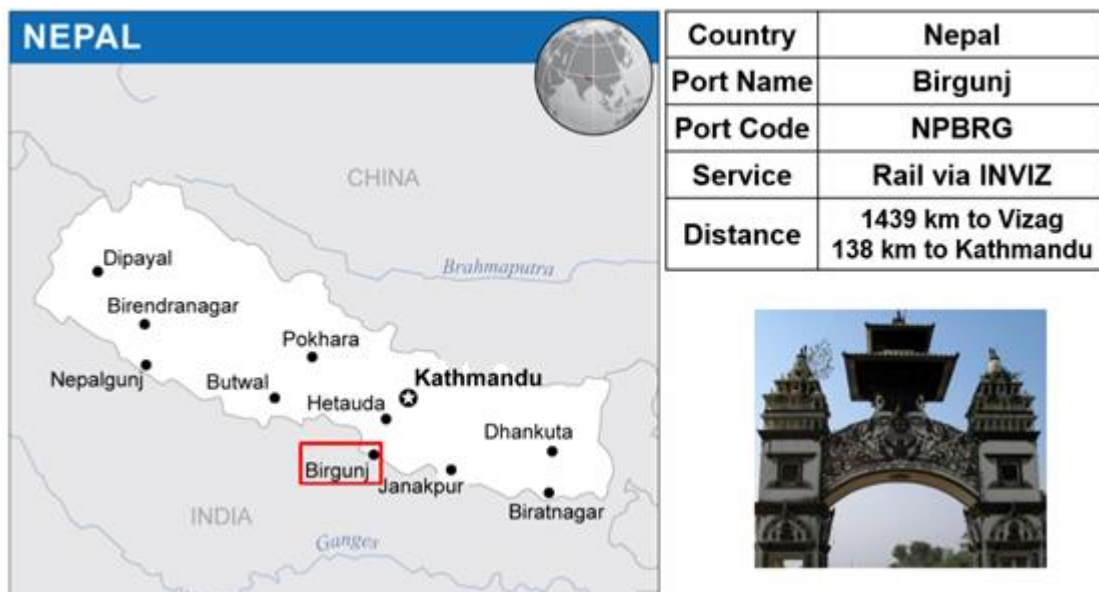 NEPAL
CHINA
Brahmaputra
Dipayal
Birendranagar
Pokhara
Nepalgunj
Butwal
Kathmandu
Hetauda
Dhankuta
Birgunj
Janakpur
Biratnagar
INDIA
Ganges
Country Nepal
Port Name Birgunj
Port Code NPBRG
Service Rail via INVIZ
Distance 1439 km to Vizag
138 km to Kathmandu